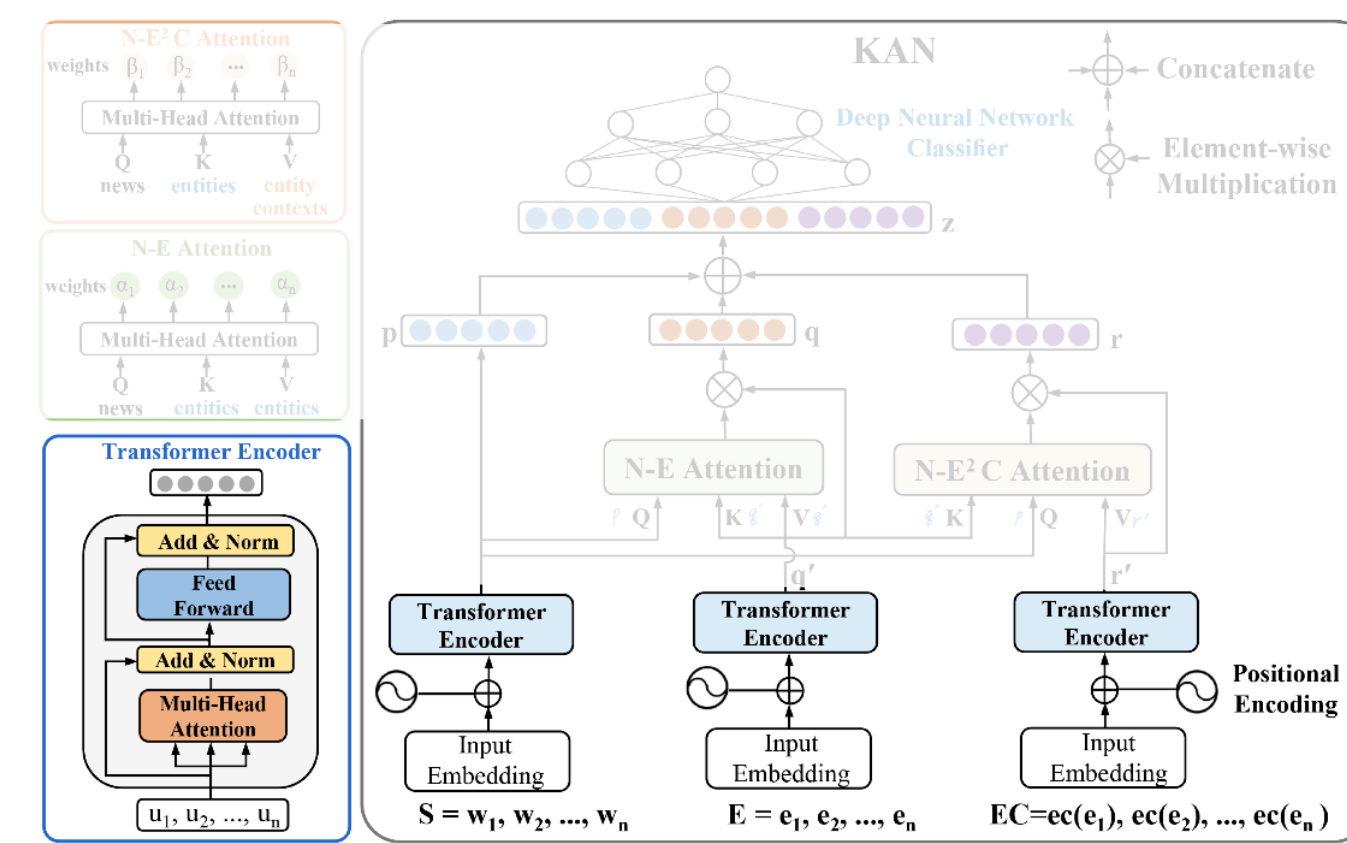 N-E² C Attention
weights β₁ β₂ ... βₙ
Multi-Head Attention
Q K V
news entities entity
contexts
N-E Attention
weights α₁ α₂ ... αₙ
Multi-Head Attention
Q K V
news entities entities
Transformer Encoder
Add & Norm
Feed
Forward
Add & Norm
Multi-Head
Attention
u₁, u₂, ..., uₙ
KAN
Concatenate
Element-wise
Multiplication
Deep Neural Network
Classifier
z
p q r
N-E Attention N-E² C Attention
p Q K q' V q' q' K p Q V r'
q' r'
Transformer
Encoder
Transformer
Encoder
Transformer
Encoder
Positional
Encoding
Input
Embedding
Input
Embedding
Input
Embedding
S = w₁, w₂, ..., wₙ
E = e₁, e₂, ..., eₙ
EC=ec(e₁), ec(e₂), ..., ec(eₙ )